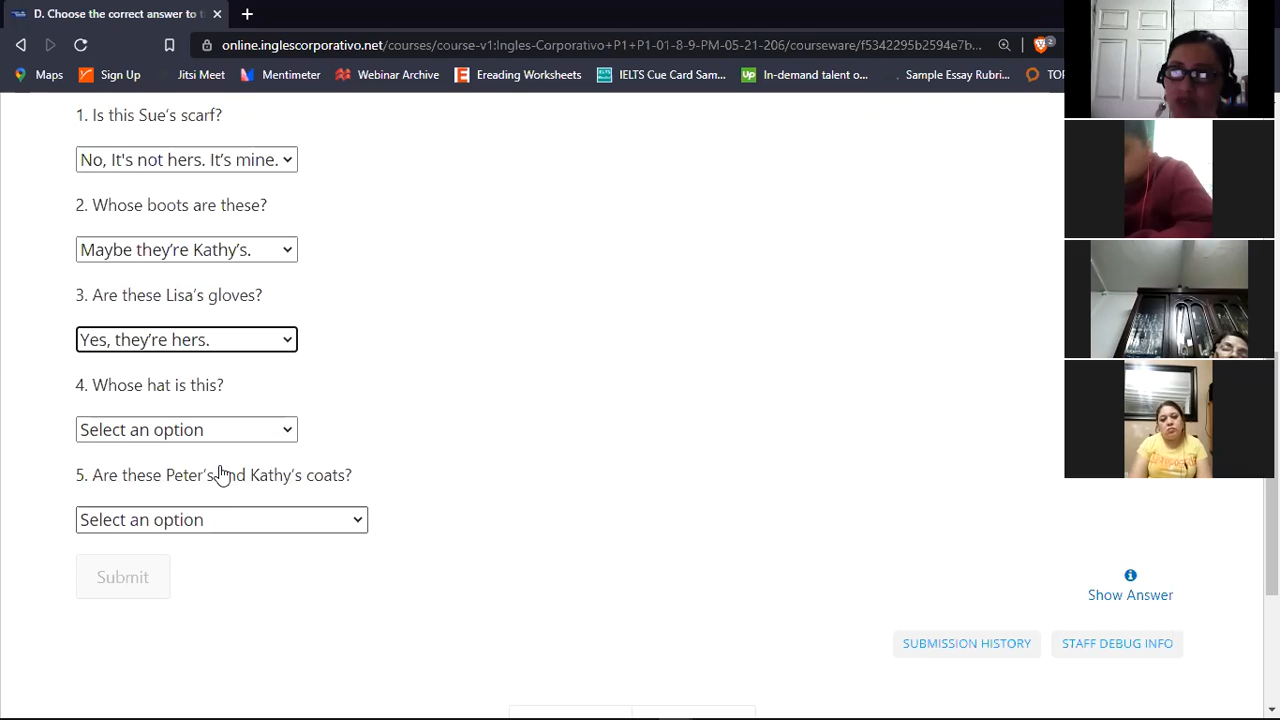 D. Choose the correct answer to t
online.inglescorporativo.net/courses/course-v1:Ingles-Corporativo+P1+P1-01-8-9-PM-05-21-206/courseware/f5342295b2594e7b...
2
Maps Sign Up Jitsi Meet Mentimeter Webinar Archive Ereading Worksheets IELTS Cue Card Sam... In-demand talent o... Sample Essay Rubri... TOP
1. Is this Sue’s scarf?
No, It's not hers. It’s mine.
2. Whose boots are these?
Maybe they’re Kathy’s.
3. Are these Lisa’s gloves?
Yes, they’re hers.
4. Whose hat is this?
Select an option
5. Are these Peter’s and Kathy’s coats?
Select an option
Submit
Show Answer
SUBMISSION HISTORY STAFF DEBUG INFO